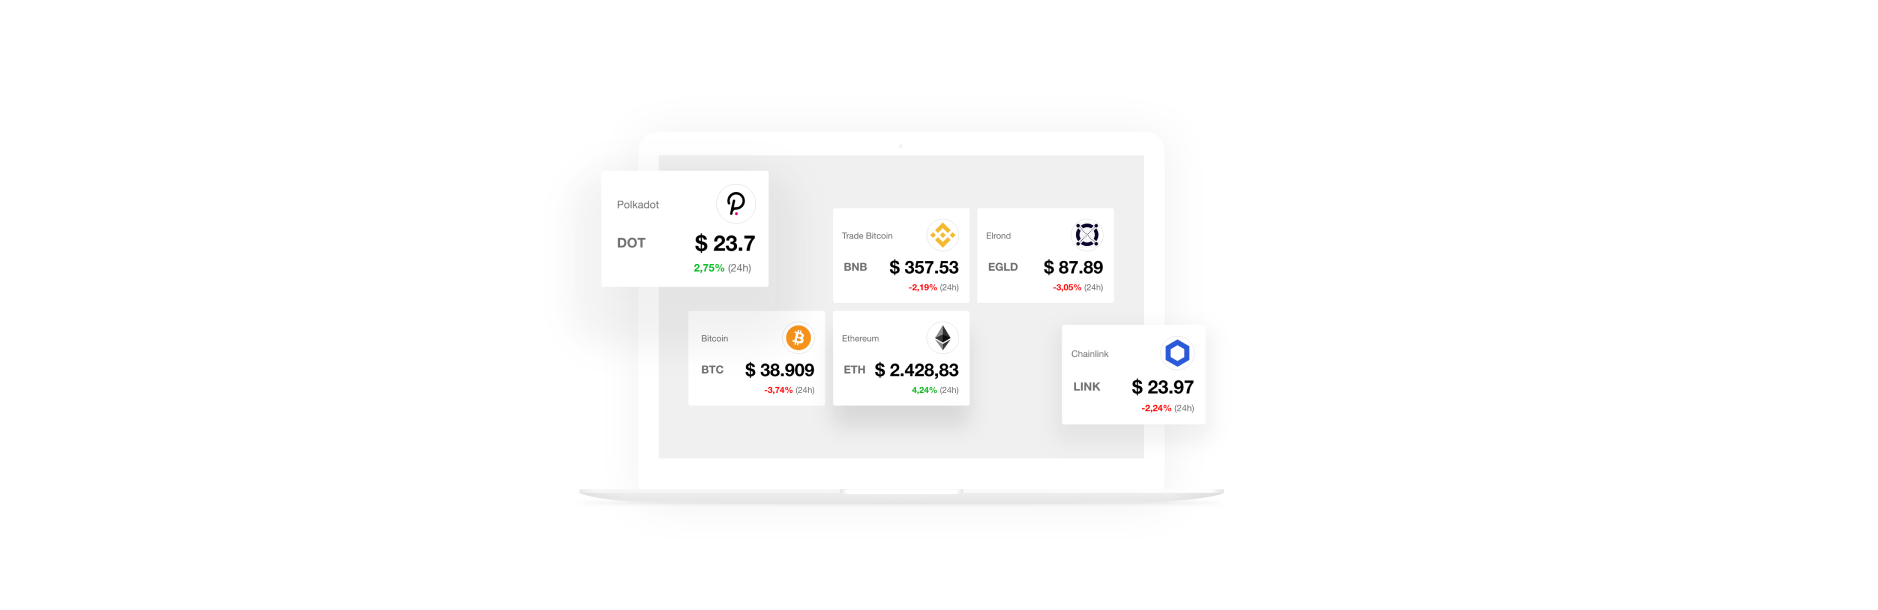 Polkadot
DOT $ 23.7
2,75% (24h)
Trade Bitcoin
BNB $ 357.53
-2,19% (24h)
Elrond
EGLD $ 87.89
-3,05% (24h)
Bitcoin
BTC $ 38.909
-3,74% (24h)
Ethereum
ETH $ 2.428,83
4,24% (24h)
Chainlink
LINK $ 23.97
-2,24% (24h)